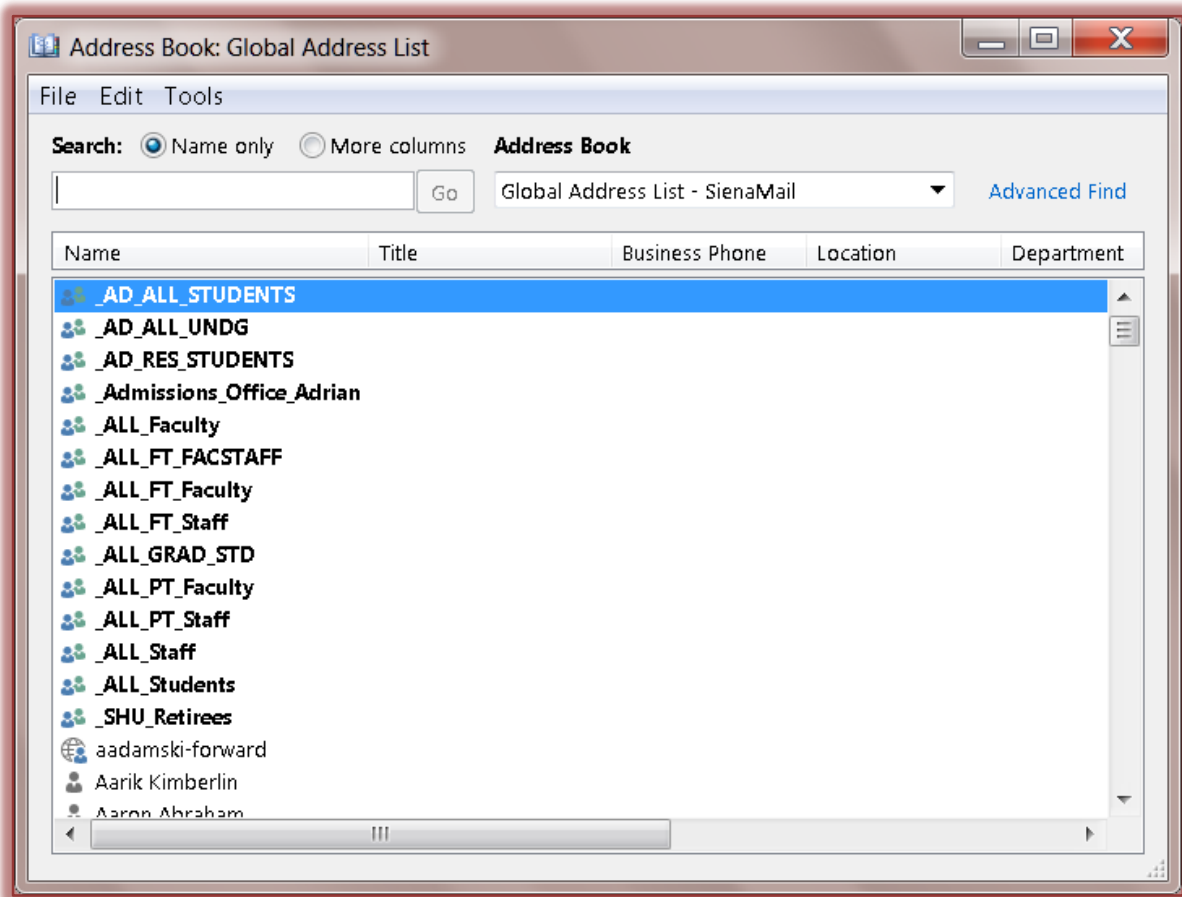 Address Book: Global Address List
File Edit Tools
Search: Name only More columns Address Book
Go Global Address List - SienaMail Advanced Find
Name Title Business Phone Location Department
_AD_ALL_STUDENTS
_AD_ALL_UNDG
_AD_RES_STUDENTS
_Admissions_Office_Adrian
_ALL_Faculty
_ALL_FT_FACSTAFF
_ALL_FT_Faculty
_ALL_FT_Staff
_ALL_GRAD_STD
_ALL_PT_Faculty
_ALL_PT_Staff
_ALL_Staff
_ALL_Students
_SHU_Retirees
aadamski-forward
Aarik Kimberlin
Aaron Abraham